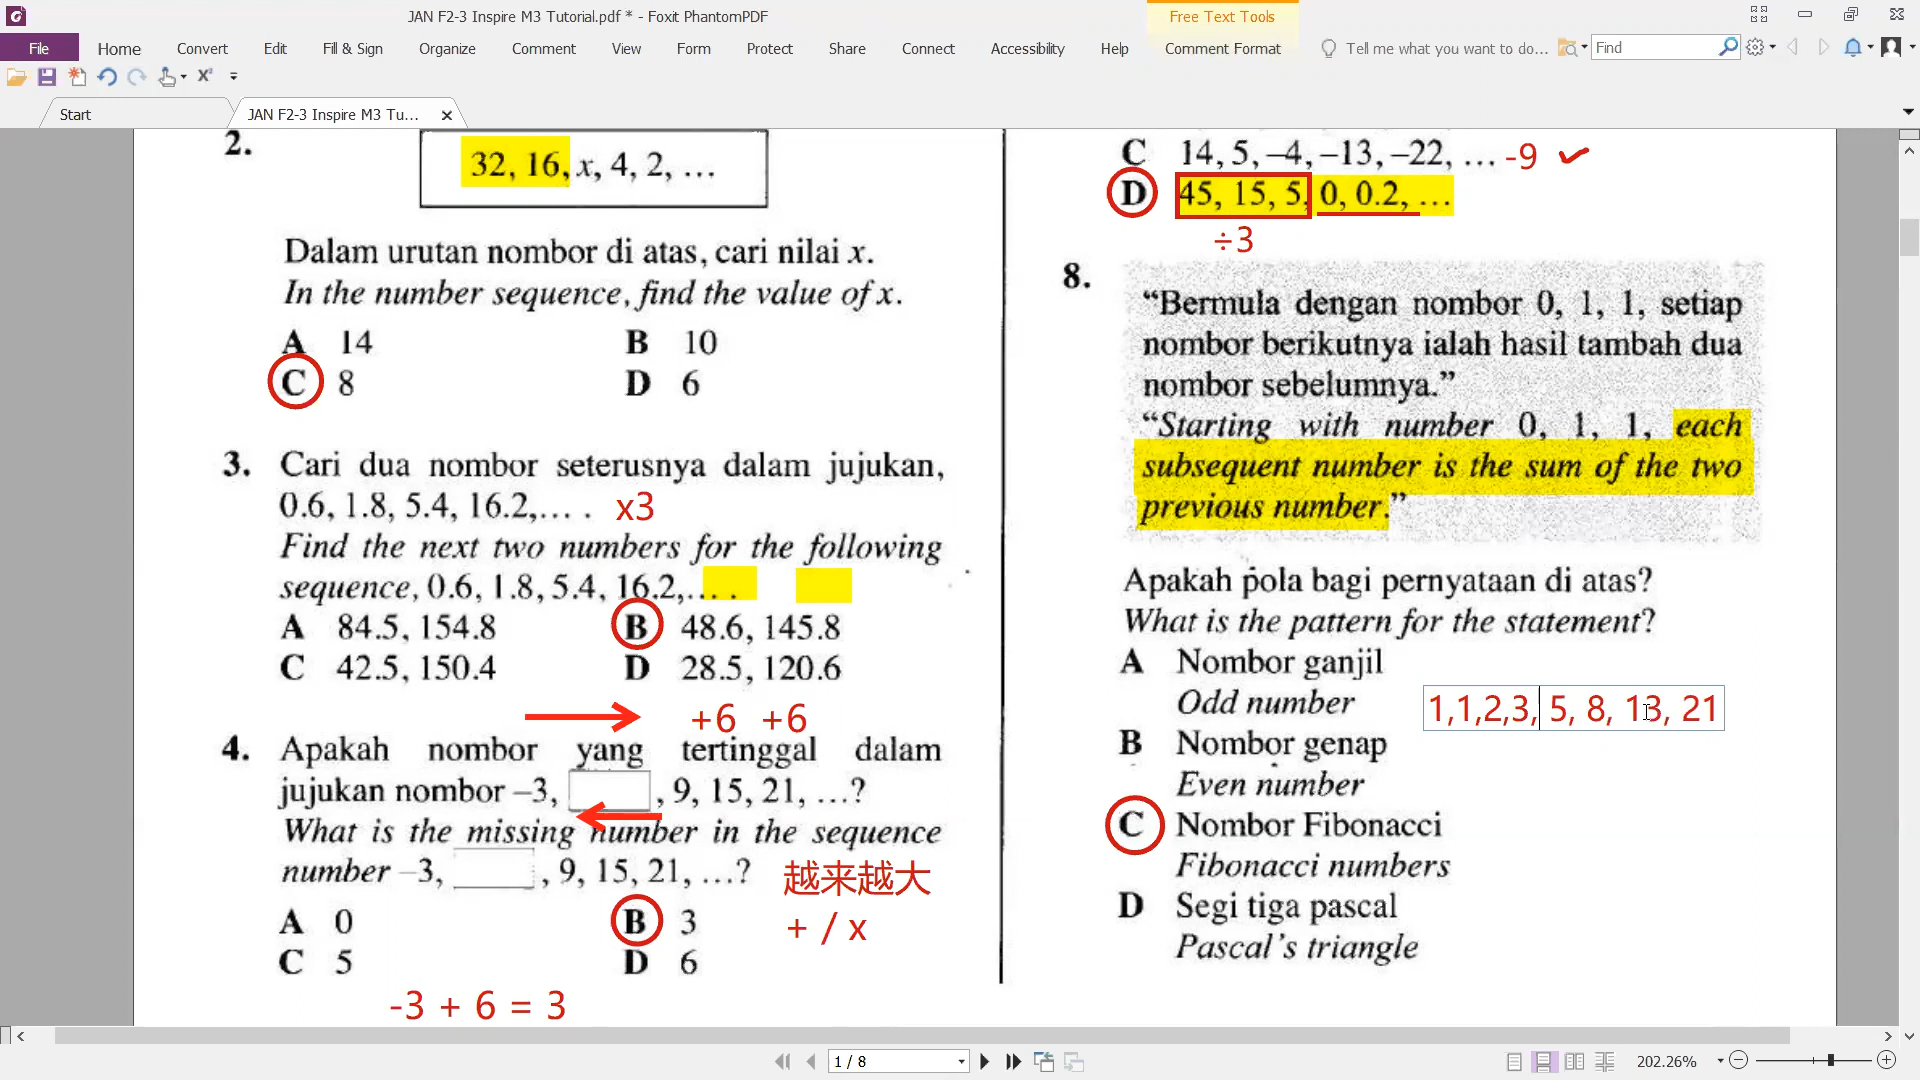 JAN F2-3 Inspire M3 Tutorial.pdf * - Foxit PhantomPDF
Free Text Tools
File Home Convert Edit Fill & Sign Organize Comment View Form Protect Share Connect Accessibility Help Comment Format Tell me what you want to do... Find
Start
JAN F2-3 Inspire M3 Tu...
2.
32, 16, x, 4, 2, …
Dalam urutan nombor di atas, cari nilai x.
In the number sequence, find the value of x.
A 14 B 10
C 8 D 6
3. Cari dua nombor seterusnya dalam jujukan,
0.6, 1.8, 5.4, 16.2,… . x3
Find the next two numbers for the following
sequence, 0.6, 1.8, 5.4, 16.2,… .
A 84.5, 154.8 B 48.6, 145.8
C 42.5, 150.4 D 28.5, 120.6
+6 +6
4. Apakah nombor yang tertinggal dalam
jujukan nombor –3, , 9, 15, 21, …?
What is the missing number in the sequence
number –3, , 9, 15, 21, …?
越来越大
+ / x
A 0 B 3
C 5 D 6
-3 + 6 = 3
C 14, 5, –4, –13, –22, … -9
D 45, 15, 5, 0, 0.2, …
÷3
8.
“Bermula dengan nombor 0, 1, 1, setiap
nombor berikutnya ialah hasil tambah dua
nombor sebelumnya.”
“Starting with number 0, 1, 1, each
subsequent number is the sum of the two
previous number.”
Apakah pola bagi pernyataan di atas?
What is the pattern for the statement?
A Nombor ganjil
Odd number
1,1,2,3, 5, 8, 13, 21
B Nombor genap
Even number
C Nombor Fibonacci
Fibonacci numbers
D Segi tiga pascal
Pascal's triangle
1 / 8
202.26%